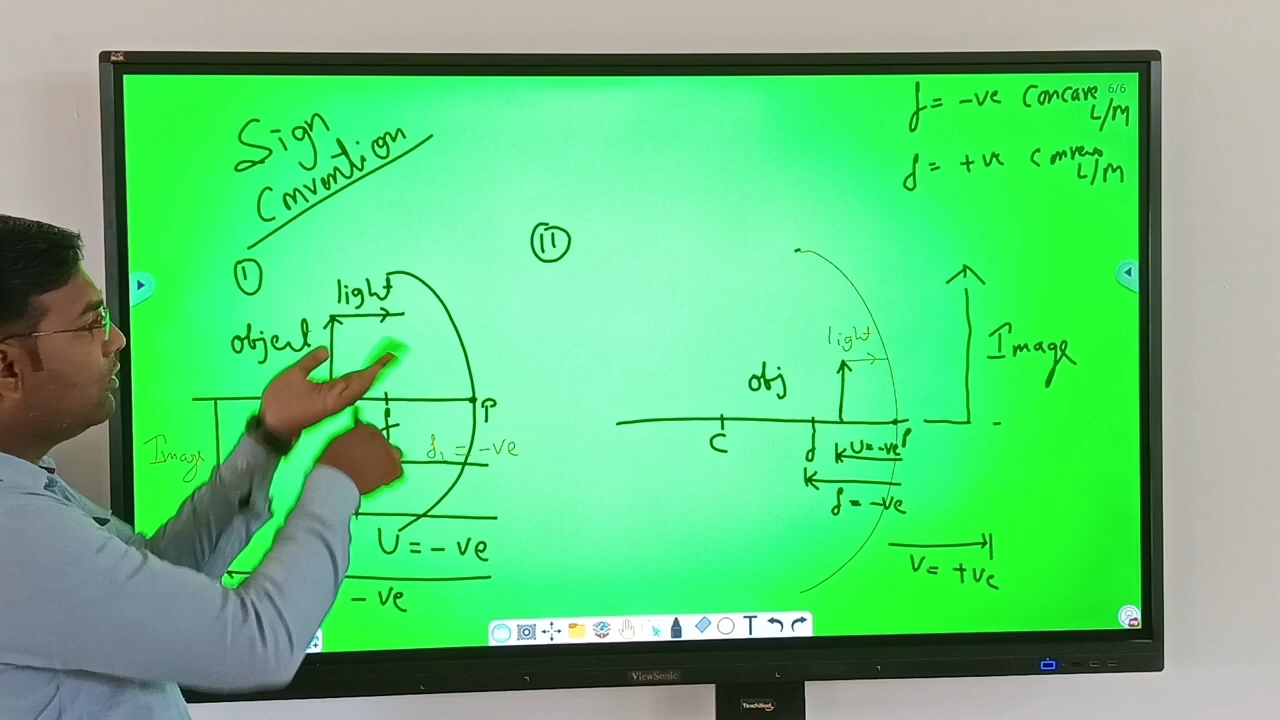 Sign
Convention
f = -ve Concave 6/6
L/M
f = +ve Convex
L/M
I
light
object
P
f
Image
f, = -ve
U = -ve
-ve
II
light
obj
Image
C
f
P
U = -ve
f = -ve
V = +ve
T
ViewSonic